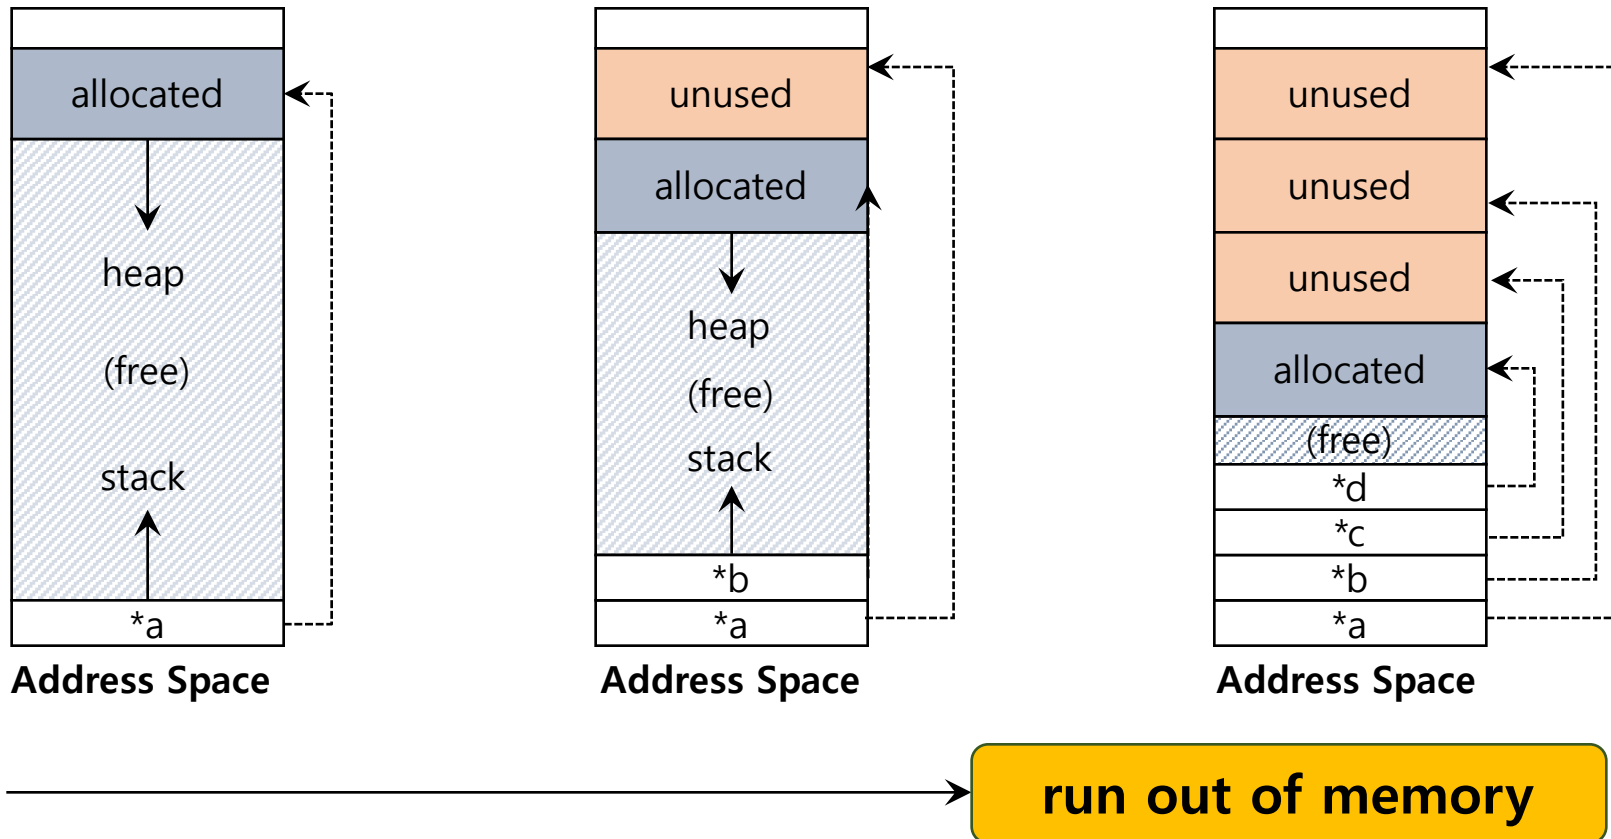 allocated
heap
(free)
stack
*a
Address Space
unused
allocated
heap
(free)
stack
*b
*a
Address Space
unused
unused
unused
allocated
(free)
*d
*c
*b
*a
Address Space
run out of memory